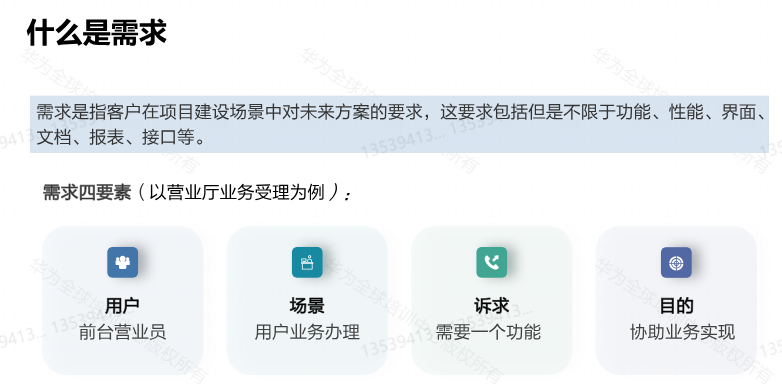 什么是需求
需求是指客户在项目建设场景中对未来方案的要求，这要求包括但是不限于功能、性能、界面、
文档、报表、接口等。
需求四要素（以营业厅业务受理为例）：
用户
前台营业员
场景
用户业务办理
诉求
需要一个功能
目的
协助业务实现